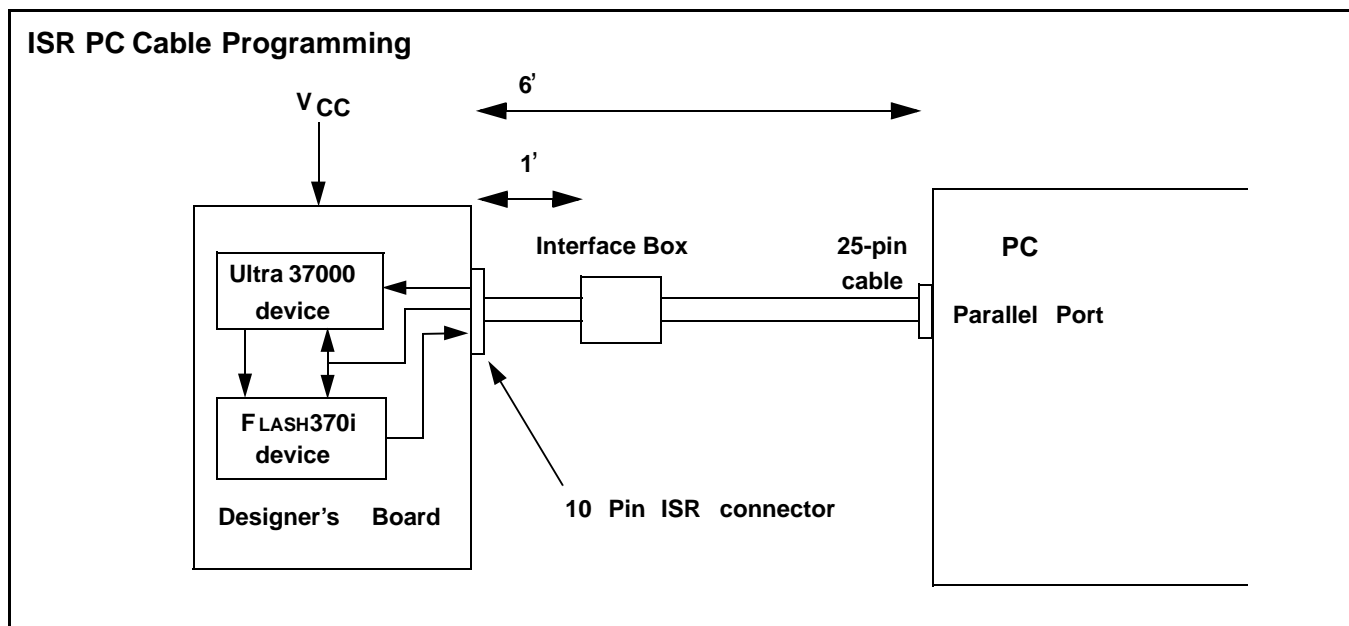 ISR PC Cable Programming
6’
VCC
1’
Interface Box
25-pin
cable
PC
Parallel Port
Ultra 37000
device
FLASH370i
device
10 Pin ISR connector
Designer’s Board